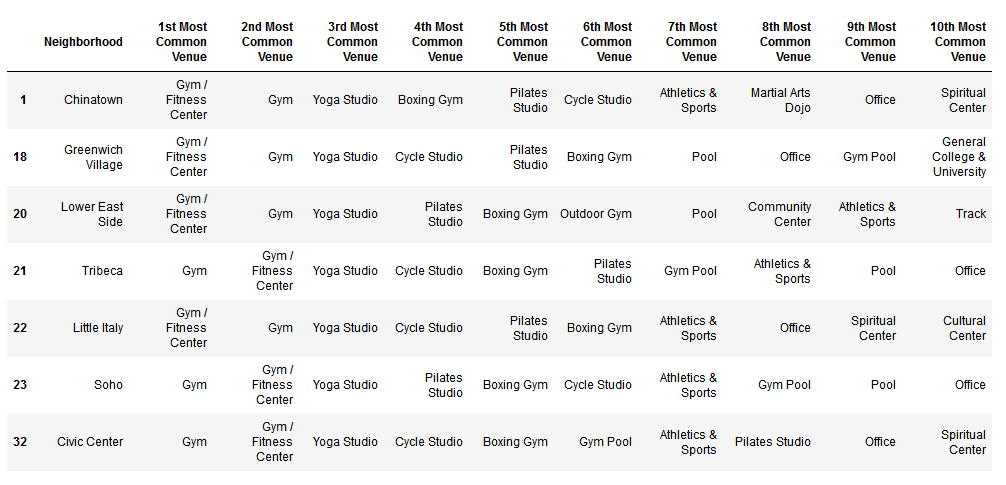 Neighborhood 1st Most Common Venue 2nd Most Common Venue 3rd Most Common Venue 4th Most Common Venue 5th Most Common Venue 6th Most Common Venue 7th Most Common Venue 8th Most Common Venue 9th Most Common Venue 10th Most Common Venue
1 Chinatown Gym / Fitness Center Gym Yoga Studio Boxing Gym Pilates Studio Cycle Studio Athletics & Sports Martial Arts Dojo Office Spiritual Center
18 Greenwich Village Gym / Fitness Center Gym Yoga Studio Cycle Studio Pilates Studio Boxing Gym Pool Office Gym Pool General College & University
20 Lower East Side Gym / Fitness Center Gym Yoga Studio Pilates Studio Boxing Gym Outdoor Gym Pool Community Center Athletics & Sports Track
21 Tribeca Gym Gym / Fitness Center Yoga Studio Cycle Studio Boxing Gym Pilates Studio Gym Pool Athletics & Sports Pool Office
22 Little Italy Gym / Fitness Center Gym Yoga Studio Cycle Studio Pilates Studio Boxing Gym Athletics & Sports Office Spiritual Center Cultural Center
23 Soho Gym Gym / Fitness Center Yoga Studio Pilates Studio Boxing Gym Cycle Studio Athletics & Sports Gym Pool Pool Office
32 Civic Center Gym Gym / Fitness Center Yoga Studio Cycle Studio Boxing Gym Gym Pool Athletics & Sports Pilates Studio Office Spiritual Center